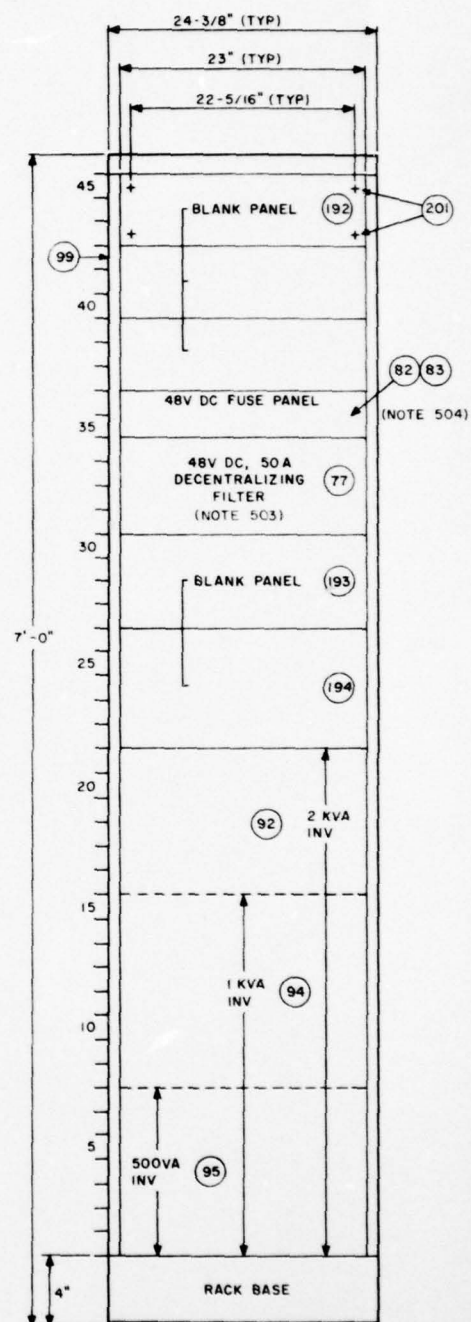 24-3/8" (TYP)
23" (TYP)
22-5/16" (TYP)
45
BLANK PANEL
192
201
99
40
82
83
48V DC FUSE PANEL
(NOTE 504)
35
48V DC, 50A
DECENTRALIZING
FILTER
(NOTE 503)
77
30
BLANK PANEL
193
7'-0"
25
194
20
92
2 KVA
INV
15
1 KVA
INV
94
10
5
500VA
INV
95
4"
RACK BASE